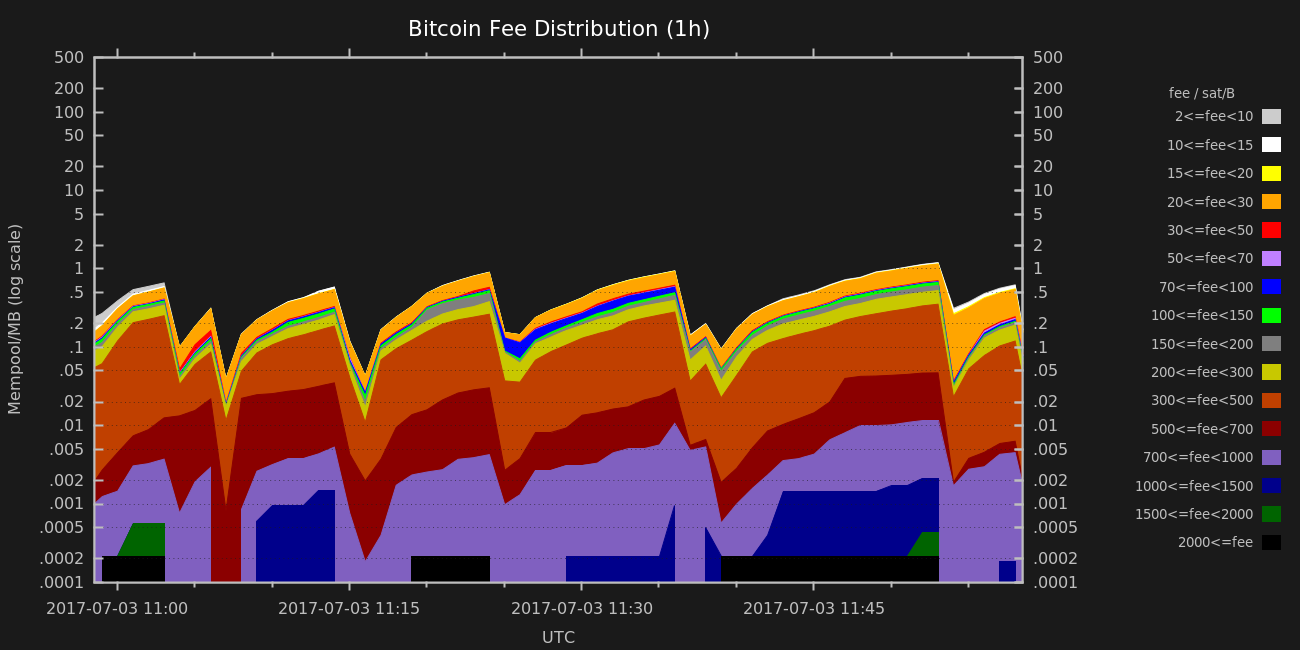 Bitcoin Fee Distribution (1h)
Mempool/MB (log scale)
500
200
100
50
20
10
5
2
1
.5
.2
.1
.05
.02
.01
.005
.002
.001
.0005
.0002
.0001
500
200
100
50
20
10
5
2
1
.5
.2
.1
.05
.02
.01
.005
.002
.001
.0005
.0002
.0001
2017-07-03 11:00
2017-07-03 11:15
2017-07-03 11:30
2017-07-03 11:45
UTC
fee / sat/B
2<=fee<10
10<=fee<15
15<=fee<20
20<=fee<30
30<=fee<50
50<=fee<70
70<=fee<100
100<=fee<150
150<=fee<200
200<=fee<300
300<=fee<500
500<=fee<700
700<=fee<1000
1000<=fee<1500
1500<=fee<2000
2000<=fee